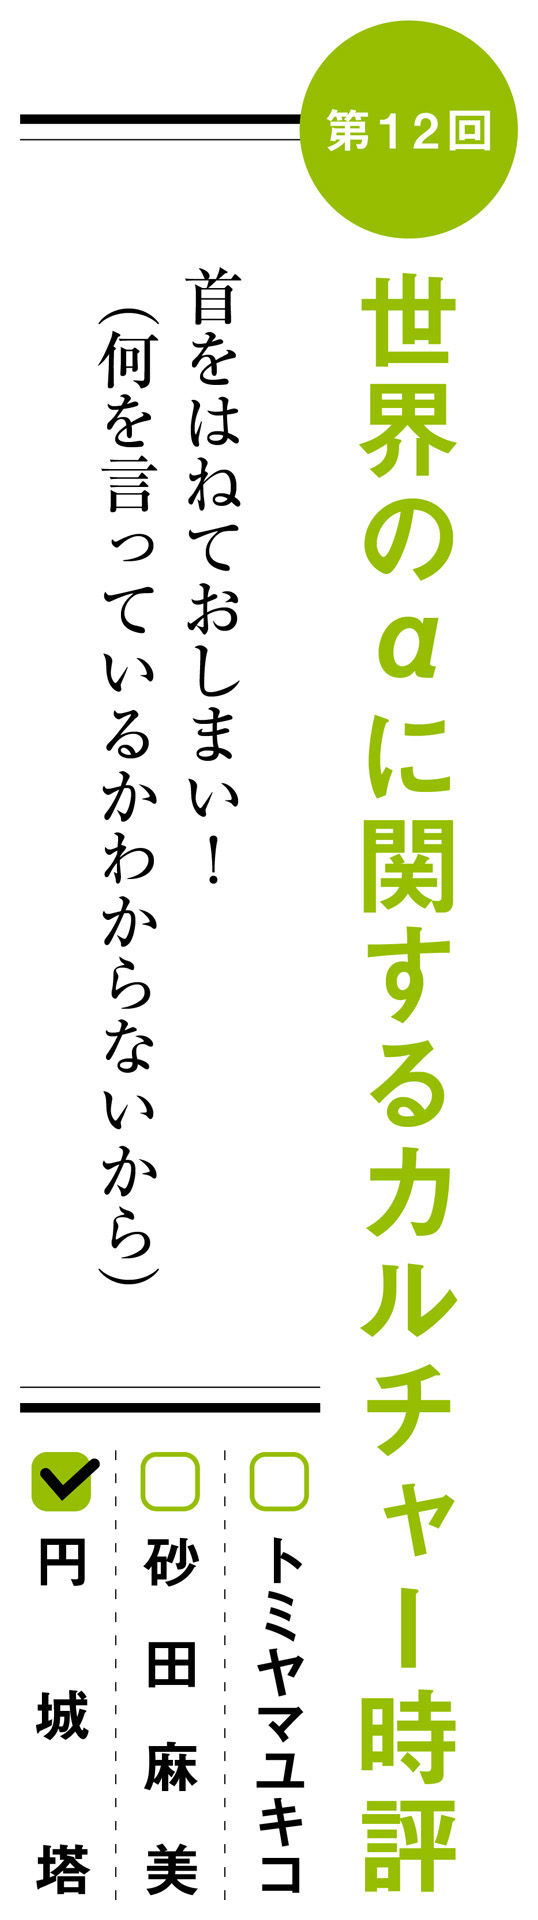 第12回
世界のαに関するカルチャー時評
首をはねておしまい！
（何を言っているかわからないから）
トミヤマユキコ
砂田麻美
円城塔